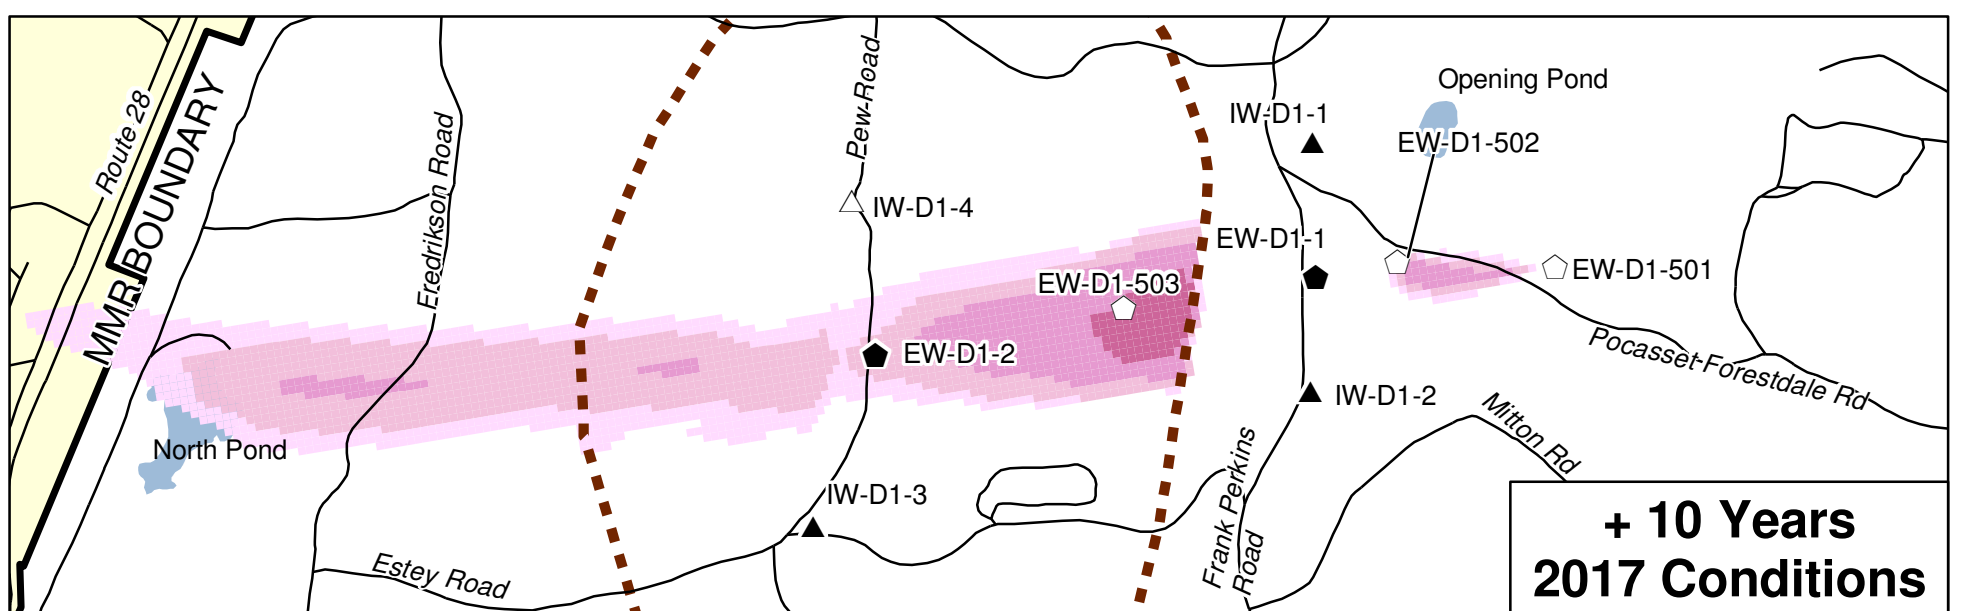 Opening Pond
Route 28
MMR BOUNDARY
Fredrikson Road
Pew Road
IW-D1-1
EW-D1-502
IW-D1-4
EW-D1-1
EW-D1-501
EW-D1-503
EW-D1-2
Pocasset Forestdale Rd
IW-D1-2
Mitton Rd
North Pond
IW-D1-3
Frank Perkins
Road
Estey Road
+ 10 Years
2017 Conditions